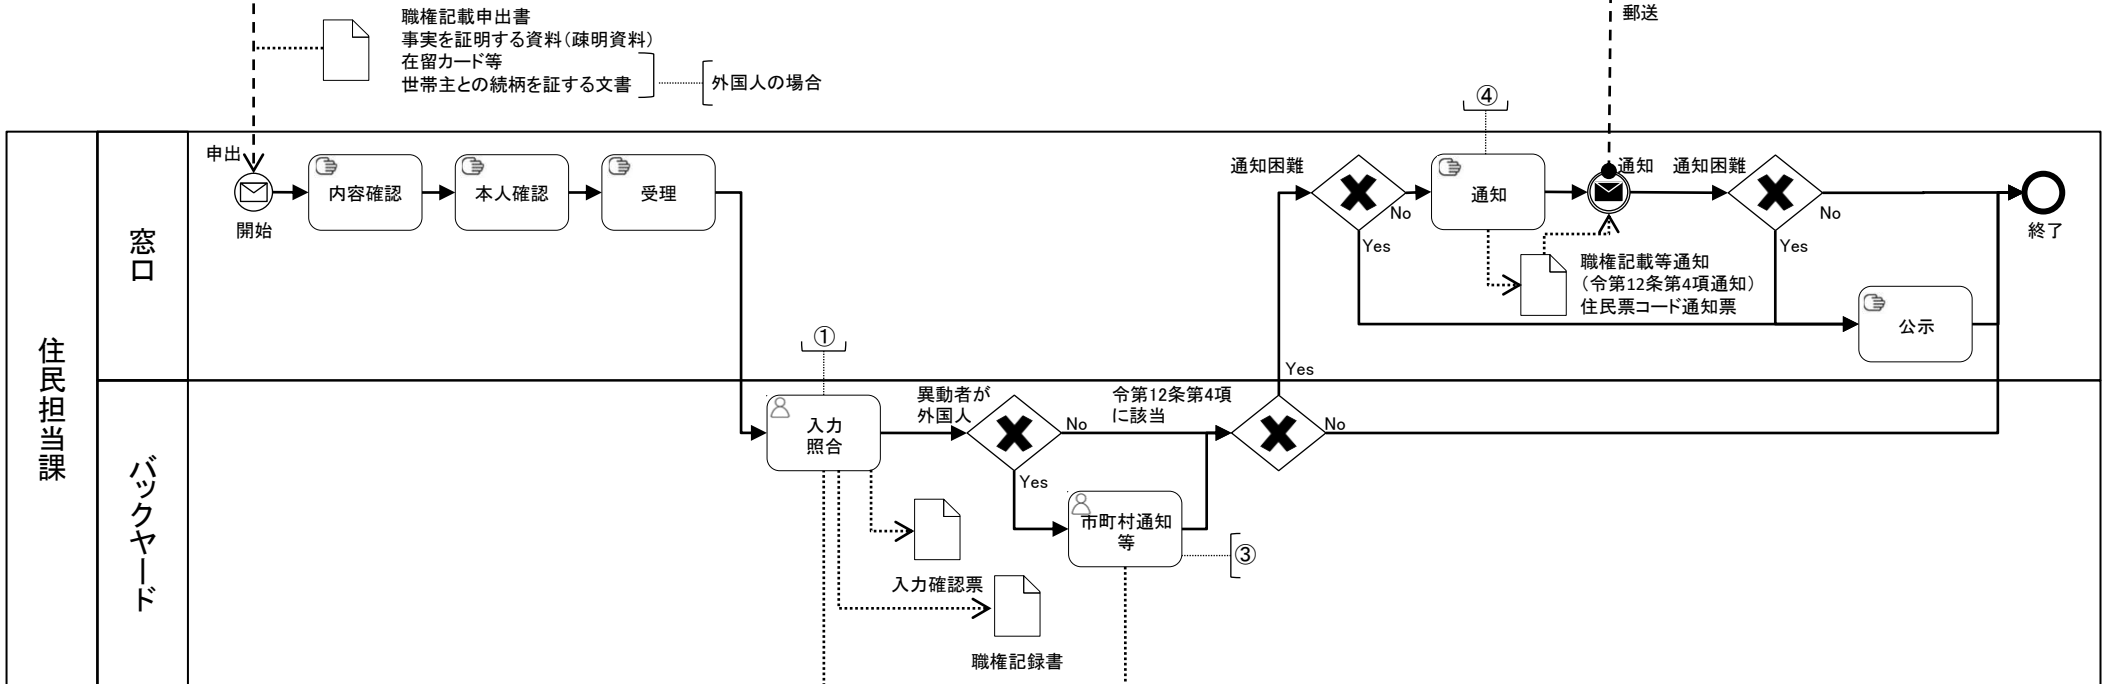 職権記載申出書
事実を証明する資料(疎明資料)
在留カード等
世帯主との続柄を証する文書
外国人の場合
郵送
④
申出
開始
内容確認
本人確認
受理
通知困難
No
Yes
通知
通知
通知困難
No
Yes
終了
職権記載等通知
(令第12条第4項通知)
住民票コード通知票
公示
窓口
住民担当課
①
Yes
入力
照合
異動者が
外国人
No
Yes
令第12条第4項
に該当
No
市町村通知
等
③
入力確認票
職権記録書
バックヤード